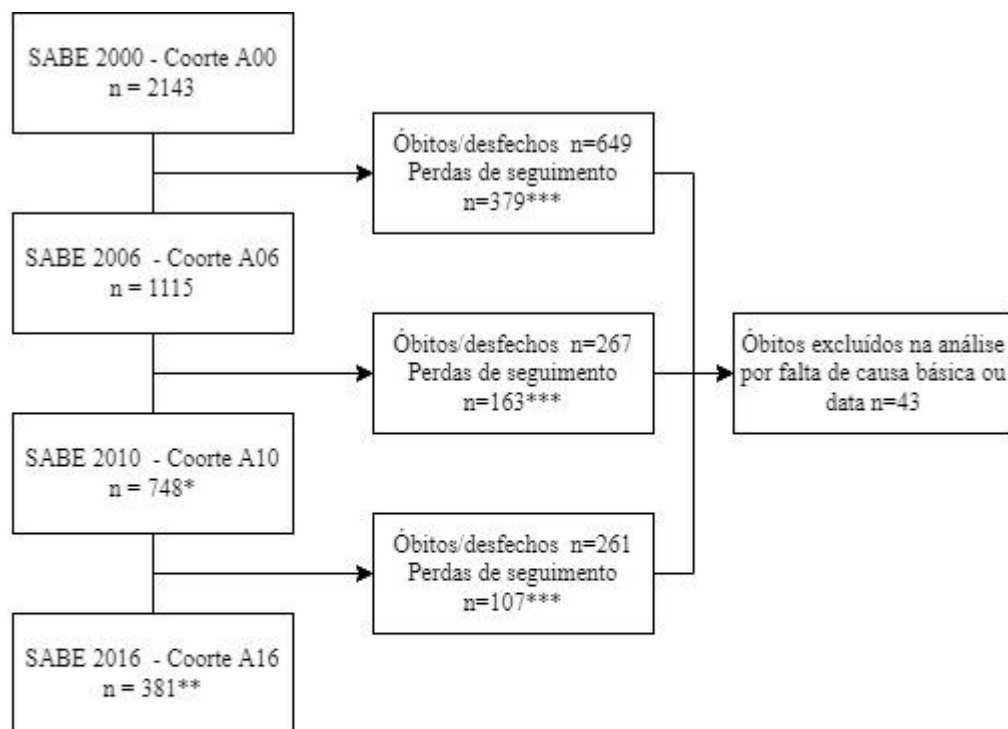 SABE 2000 - Coorte A00
n = 2143
Óbitos/desfechos n=649
Perdas de seguimento
n=379***
SABE 2006 - Coorte A06
n = 1115
Óbitos/desfechos n=267
Perdas de seguimento
n=163***
Óbitos excluídos na análise
por falta de causa básica ou
data n=43
SABE 2010 - Coorte A10
n = 748*
Óbitos/desfechos n=261
Perdas de seguimento
n=107***
SABE 2016 - Coorte A16
n = 381**